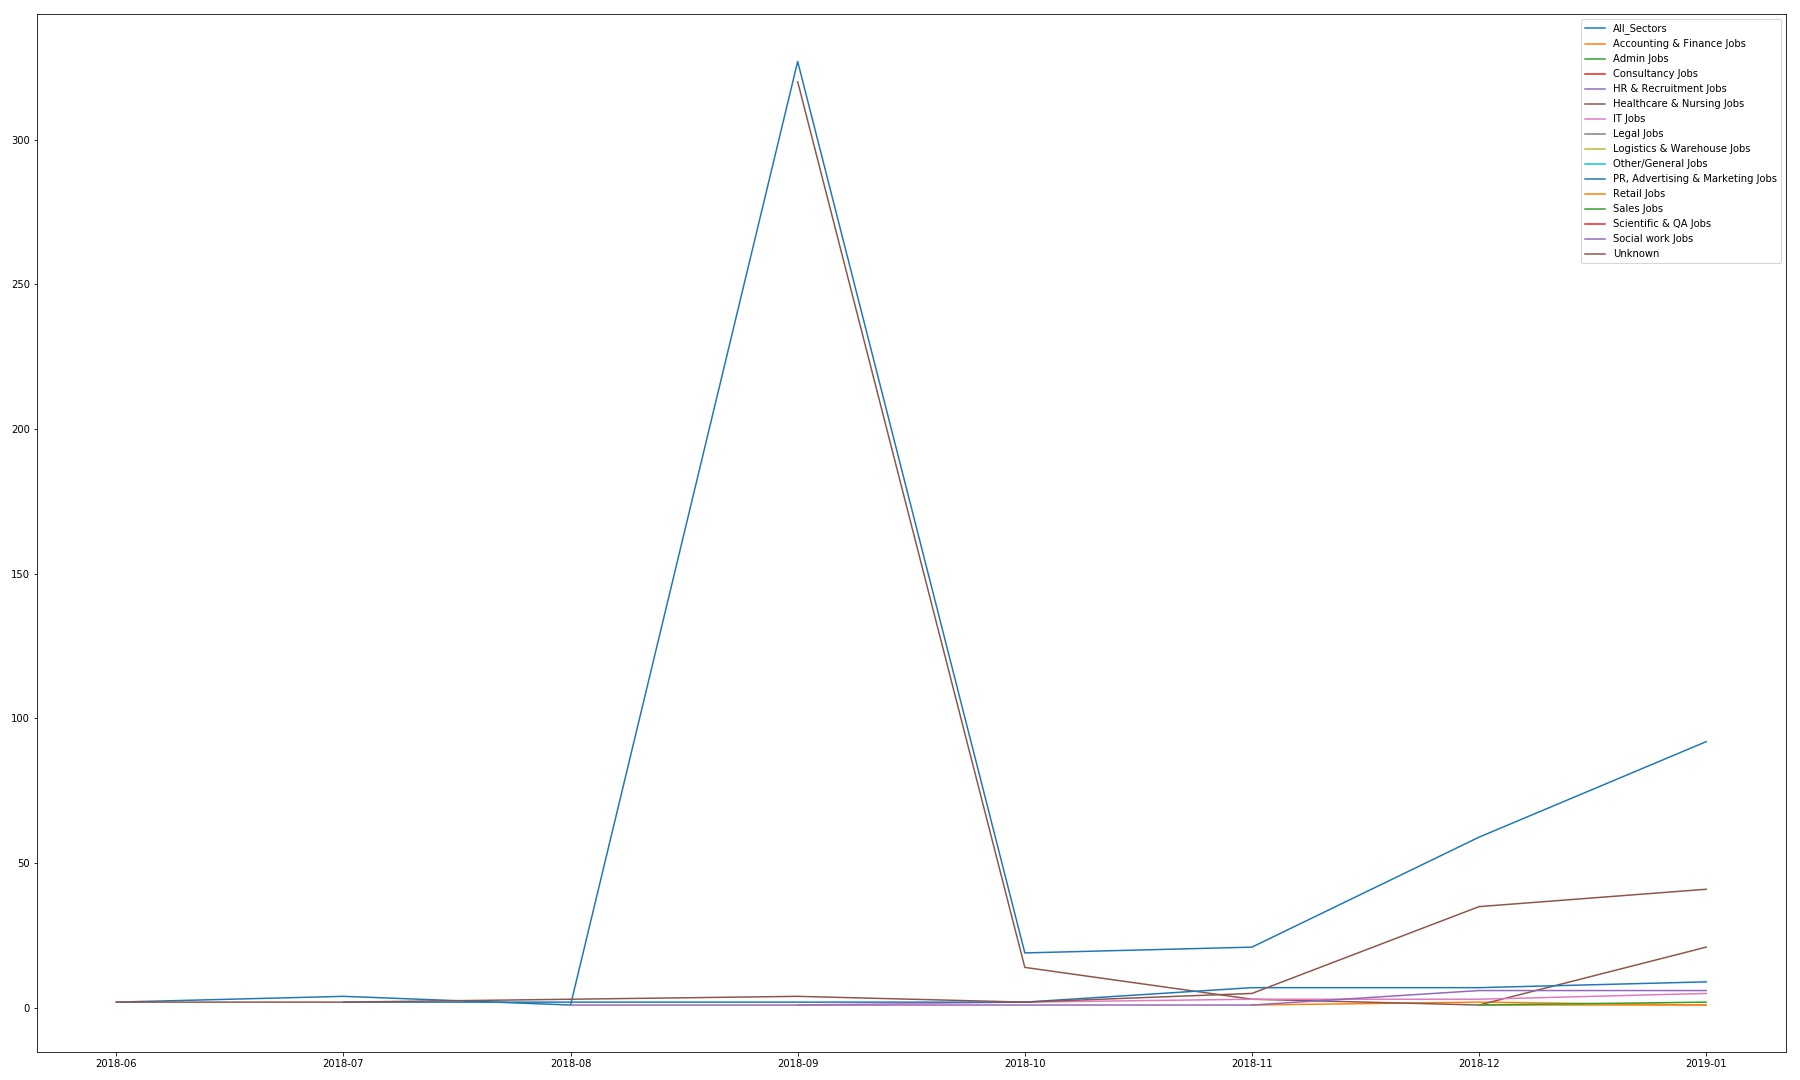 All_Sectors
Accounting & Finance Jobs
Admin Jobs
Consultancy Jobs
HR & Recruitment Jobs
Healthcare & Nursing Jobs
IT Jobs
Legal Jobs
Logistics & Warehouse Jobs
Other/General Jobs
PR, Advertising & Marketing Jobs
Retail Jobs
Sales Jobs
Scientific & QA Jobs
Social work Jobs
Unknown
300
250
200
150
100
50
0
2018-06 2018-07 2018-08 2018-09 2018-10 2018-11 2018-12 2019-01